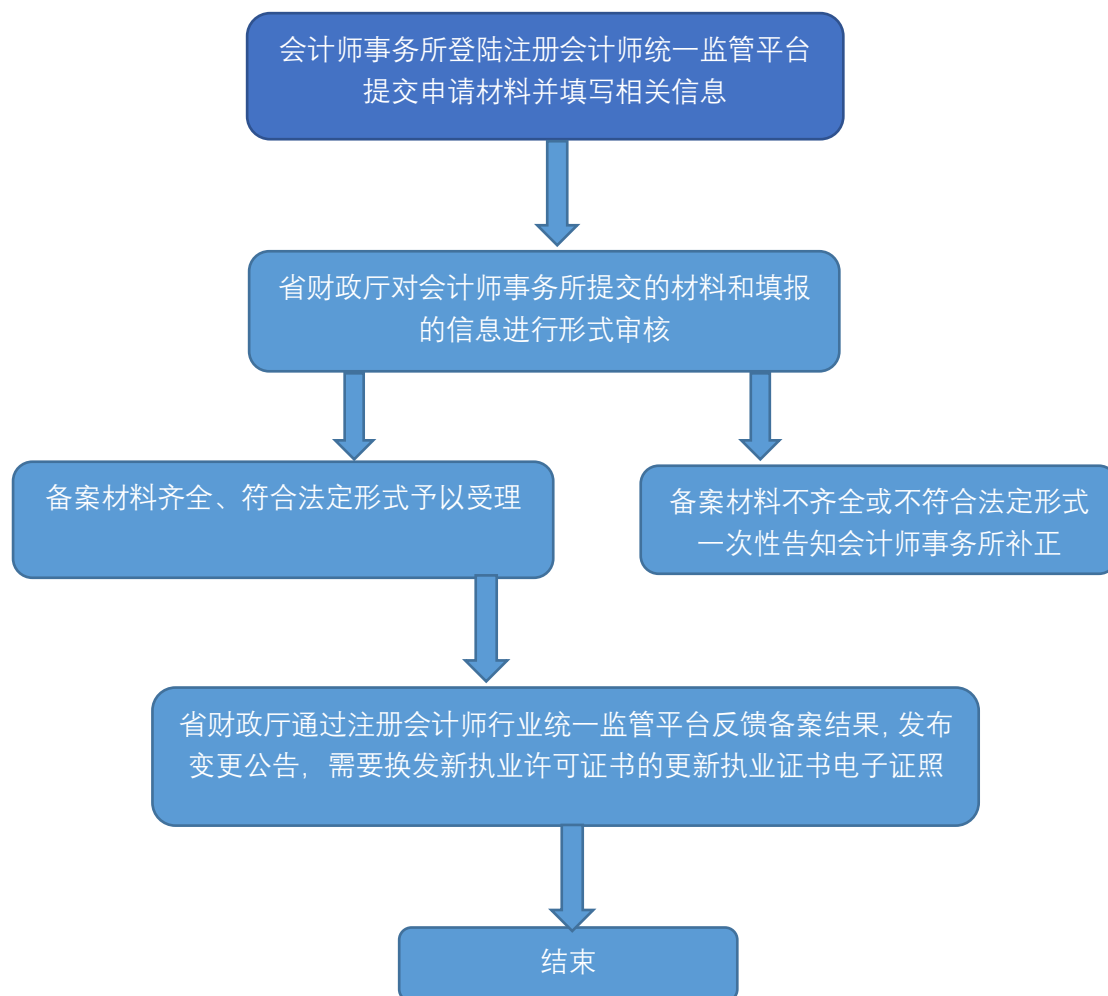 会计师事务所登陆注册会计师统一监管平台
提交申请材料并填写相关信息
省财政厅对会计师事务所提交的材料和填报
的信息进行形式审核
备案材料齐全、符合法定形式予以受理
备案材料不齐全或不符合法定形式
一次性告知会计师事务所补正
省财政厅通过注册会计师行业统一监管平台反馈备案结果,发布
变更公告，需要换发新执业许可证书的更新执业证书电子证照
结束